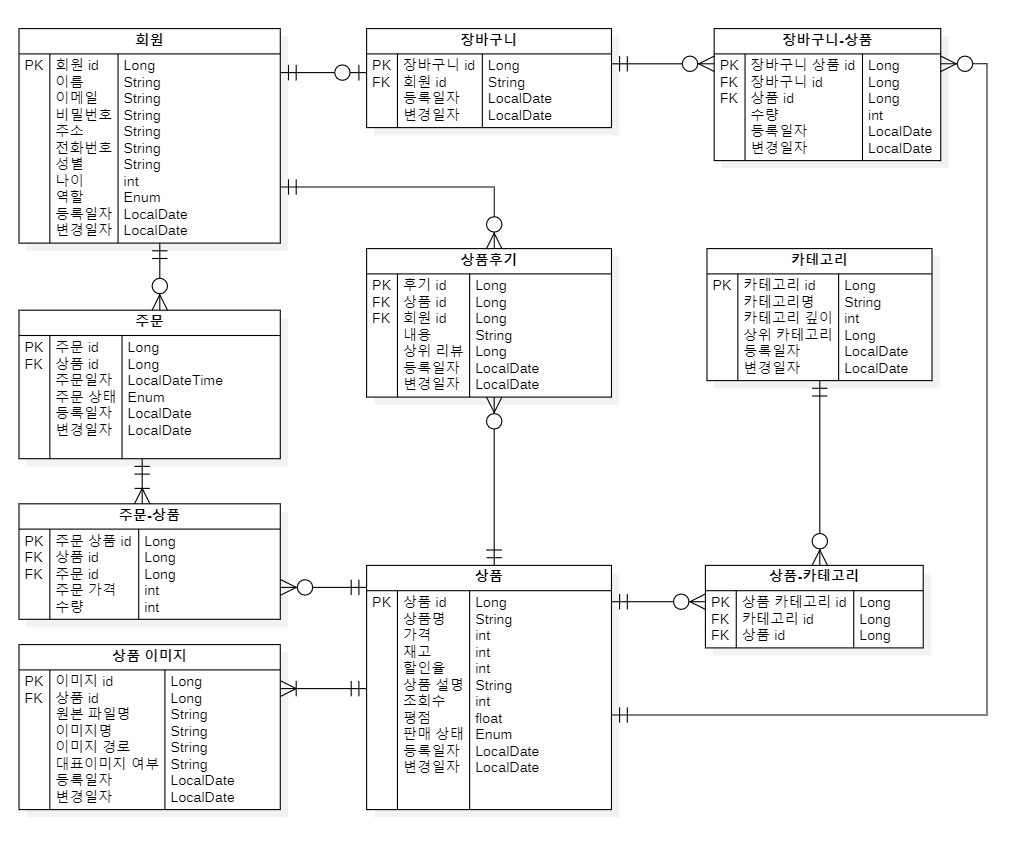 회원
PK 회원 id Long
이름 String
이메일 String
비밀번호 String
주소 String
전화번호 String
성별 String
나이 int
역할 Enum
등록일자 LocalDate
변경일자 LocalDate
장바구니
PK 장바구니 id Long
FK 회원 id String
등록일자 LocalDate
변경일자 LocalDate
장바구니-상품
PK 장바구니 상품 id Long
FK 장바구니 id Long
FK 상품 id Long
수량 int
등록일자 LocalDate
변경일자 LocalDate
주문
PK 주문 id Long
FK 상품 id Long
주문일자 LocalDateTime
주문 상태 Enum
등록일자 LocalDate
변경일자 LocalDate
상품후기
PK 후기 id Long
FK 상품 id Long
FK 회원 id Long
내용 String
상위 리뷰 Long
등록일자 LocalDate
변경일자 LocalDate
카테고리
PK 카테고리 id Long
카테고리명 String
카테고리 깊이 int
상위 카테고리 Long
등록일자 LocalDate
변경일자 LocalDate
주문-상품
PK 주문 상품 id Long
FK 상품 id Long
FK 주문 id Long
주문 가격 int
수량 int
상품
PK 상품 id Long
상품명 String
가격 int
재고 int
할인율 int
상품 설명 String
조회수 int
평점 float
판매 상태 Enum
등록일자 LocalDate
변경일자 LocalDate
상품-카테고리
PK 상품 카테고리 id Long
FK 카테고리 id Long
FK 상품 id Long
상품 이미지
PK 이미지 id Long
FK 상품 id Long
원본 파일명 String
이미지명 String
이미지 경로 String
대표이미지 여부 String
등록일자 LocalDate
변경일자 LocalDate